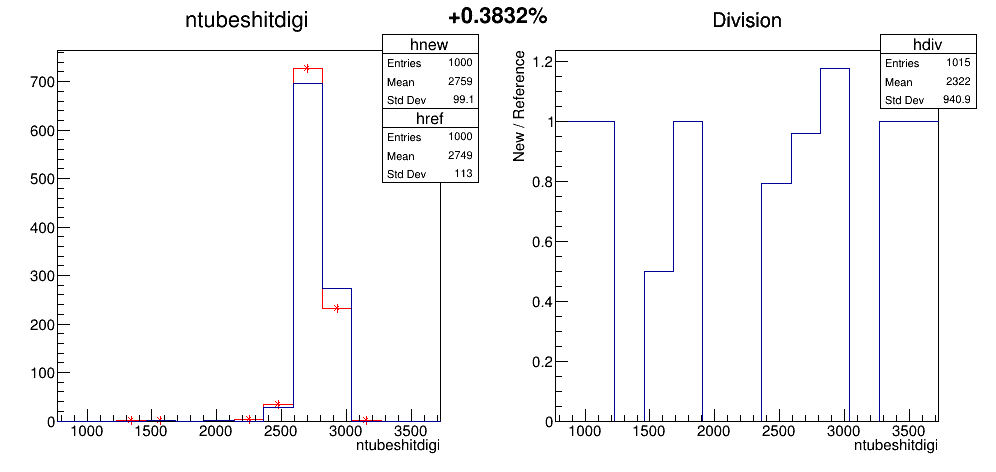 ntubeshitdigi
+0.3832%
Division
hnew
Entries 1000
Mean 2759
Std Dev 99.1
href
Entries 1000
Mean 2749
Std Dev 113
700
600
500
400
300
200
100
0
1000 1500 2000 2500 3000 3500
ntubeshitdigi
hdiv
Entries 1015
Mean 2322
Std Dev 940.9
New / Reference
1.2
1
0.8
0.6
0.4
0.2
0
1000 1500 2000 2500 3000 3500
ntubeshitdigi